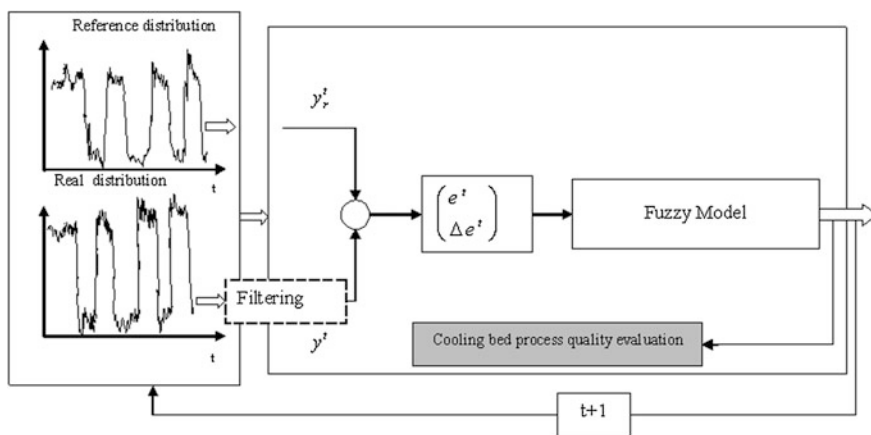 Reference distribution
t
Real distribution
t
Filtering
y_r^t
y^t
e^t
Δe^t
Fuzzy Model
Cooling bed process quality evaluation
t+1